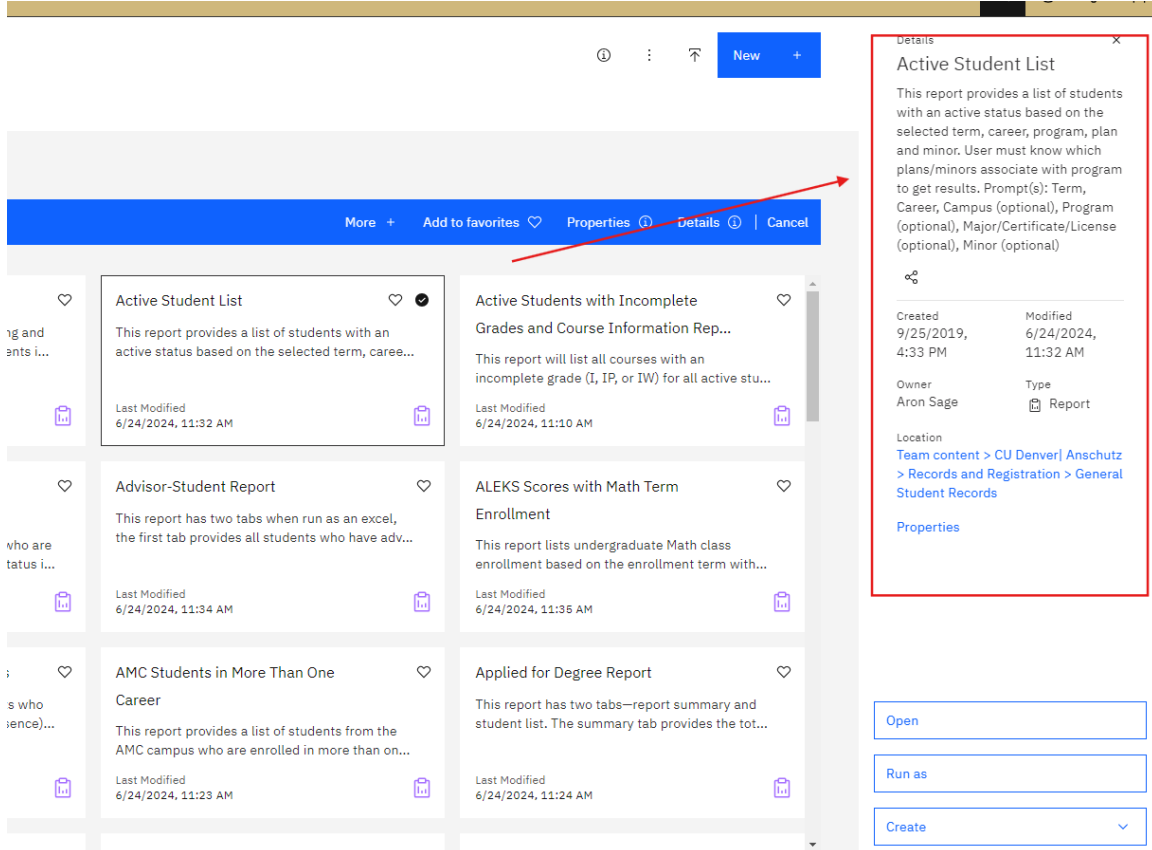 New +
More +
Add to favorites
Properties
Details
Cancel
ng and
ents i...
Active Student List
This report provides a list of students with an
active status based on the selected term, caree...
Last Modified
6/24/2024, 11:32 AM
Active Students with Incomplete
Grades and Course Information Rep...
This report will list all courses with an
incomplete grade (I, IP, or IW) for all active stu...
Last Modified
6/24/2024, 11:10 AM
who are
tatus i...
Advisor-Student Report
This report has two tabs when run as an excel,
the first tab provides all students who have adv...
Last Modified
6/24/2024, 11:34 AM
ALEKS Scores with Math Term
Enrollment
This report lists undergraduate Math class
enrollment based on the enrollment term with...
Last Modified
6/24/2024, 11:35 AM
s
s who
sence)...
AMC Students in More Than One
Career
This report provides a list of students from the
AMC campus who are enrolled in more than on...
Last Modified
6/24/2024, 11:23 AM
Applied for Degree Report
This report has two tabs—report summary and
student list. The summary tab provides the tot...
Last Modified
6/24/2024, 11:24 AM
Details
Active Student List
This report provides a list of students
with an active status based on the
selected term, career, program, plan
and minor. User must know which
plans/minors associate with program
to get results. Prompt(s): Term,
Career, Campus (optional), Program
(optional), Major/Certificate/License
(optional), Minor (optional)
Created
9/25/2019,
4:33 PM
Modified
6/24/2024,
11:32 AM
Owner
Aron Sage
Type
Report
Location
Team content > CU Denver| Anschutz
> Records and Registration > General
Student Records
Properties
Open
Run as
Create